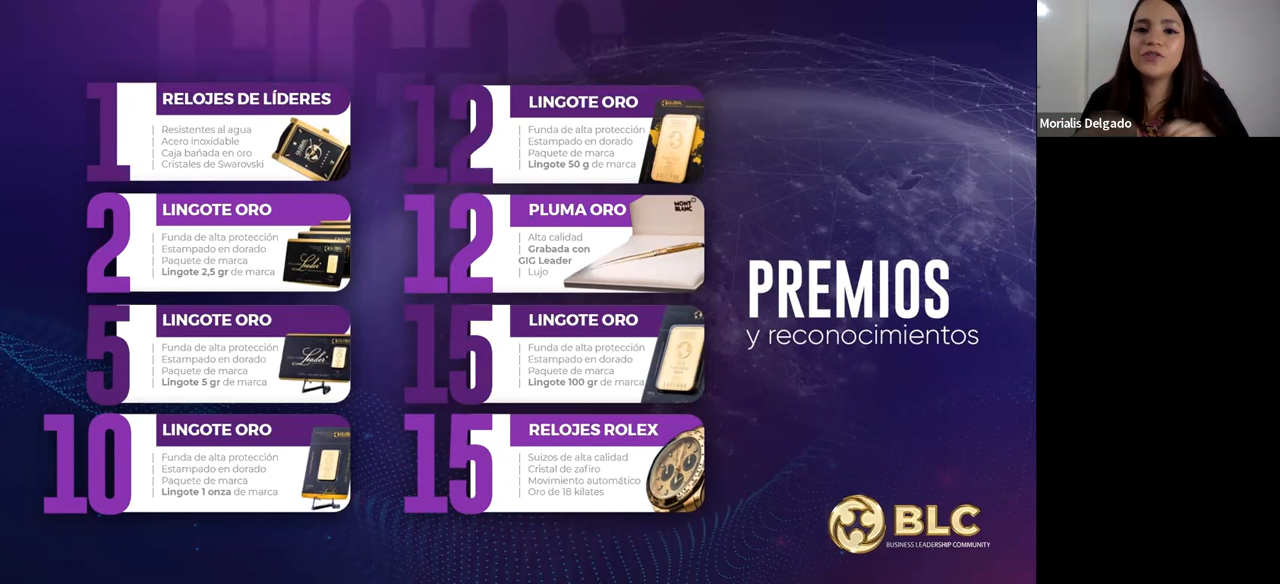 1
RELOJES DE LÍDERES
| Resistentes al agua
| Acero inoxidable
| Caja bañada en oro
| Cristales de Swarovski
2
LINGOTE ORO
| Funda de alta protección
| Estampado en dorado
| Paquete de marca
| Lingote 2,5 gr de marca
5
LINGOTE ORO
| Funda de alta protección
| Estampado en dorado
| Paquete de marca
| Lingote 5 gr de marca
10
LINGOTE ORO
| Funda de alta protección
| Estampado en dorado
| Paquete de marca
| Lingote 1 onza de marca
12
LINGOTE ORO
| Funda de alta protección
| Estampado en dorado
| Paquete de marca
| Lingote 50 g de marca
12
PLUMA ORO
| Alta calidad
| Grabada con
GIG Leader
| Lujo
MONT
BLANC
15
LINGOTE ORO
| Funda de alta protección
| Estampado en dorado
| Paquete de marca
| Lingote 100 gr de marca
15
RELOJES ROLEX
| Suizos de alta calidad
| Cristal de zafiro
| Movimiento automático
| Oro de 18 kilates
PREMIOS
y reconocimientos
BLC
BUSINESS LEADERSHIP COMMUNITY
Morialis Delgado
Leader
Leader
GLOBAL